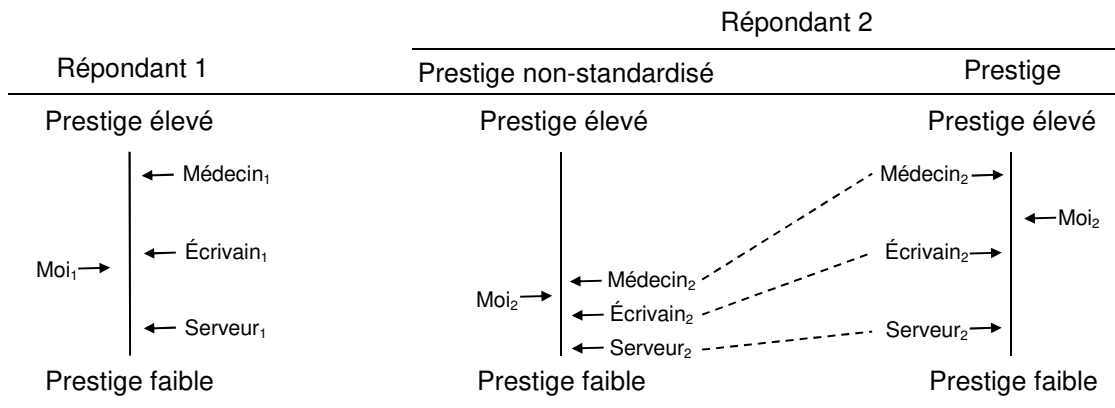 Répondant 2
Répondant 1 Prestige non-standardisé Prestige
Prestige élevé Prestige élevé Prestige élevé
Médecin₁ Médecin₂
Moi₂
Écrivain₁ Écrivain₂
Moi₁
Médecin₂
Moi₂
Écrivain₂
Serveur₁ Serveur₂
Serveur₂
Prestige faible Prestige faible Prestige faible